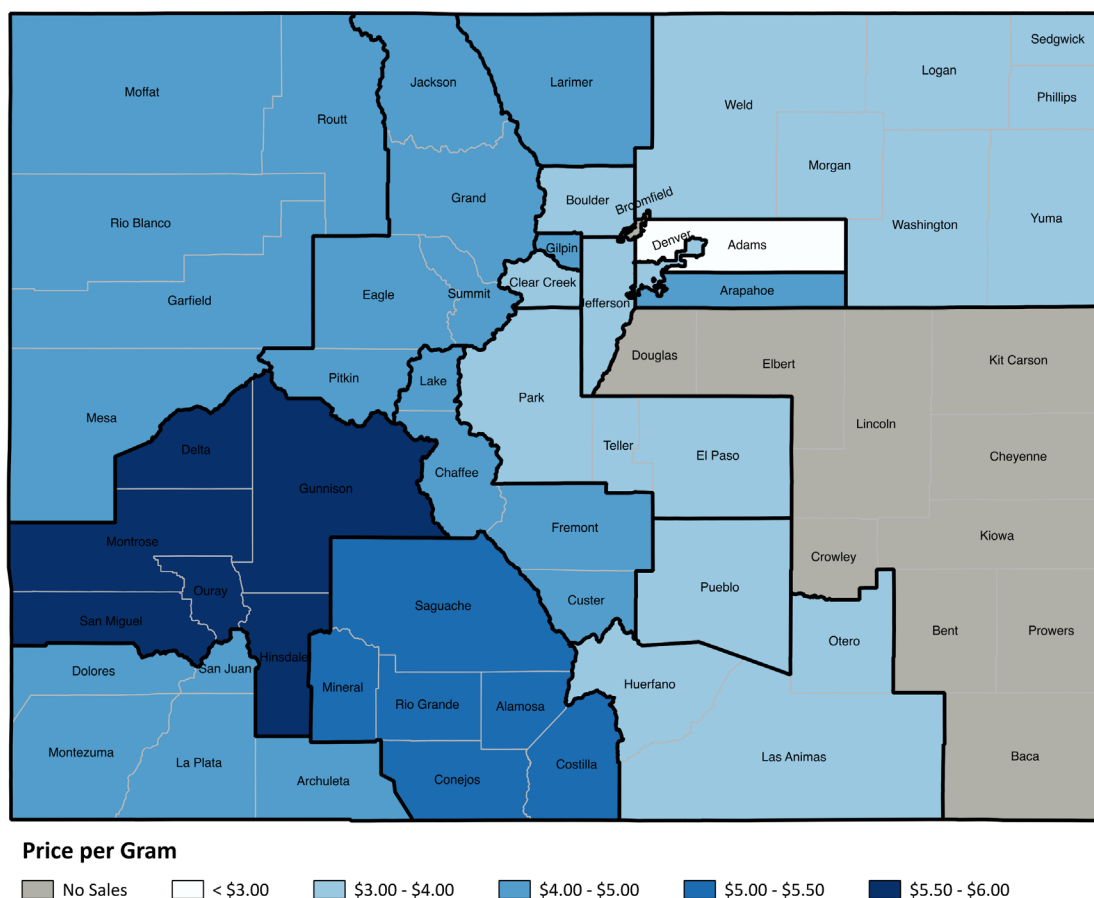 Sedgwick
Logan
Jackson
Larimer
Moffat
Phillips
Weld
Routt
Morgan
Grand
Boulder
Broomfield
Rio Blanco
Washington
Yuma
Denver
Adams
Gilpin
Clear Creek
Eagle
Summit
Arapahoe
Garfield
Jefferson
Douglas
Elbert
Kit Carson
Pitkin
Lake
Park
Mesa
Lincoln
Teller
Delta
El Paso
Cheyenne
Chaffee
Gunnison
Fremont
Kiowa
Montrose
Crowley
Ouray
Pueblo
Custer
Saguache
San Miguel
Bent
Prowers
Otero
Hinsdale
San Juan
Dolores
Mineral
Huerfano
Rio Grande
Alamosa
Montezuma
La Plata
Las Animas
Baca
Costilla
Archuleta
Conejos
Price per Gram
No Sales
< $3.00
$3.00 - $4.00
$4.00 - $5.00
$5.00 - $5.50
$5.50 - $6.00